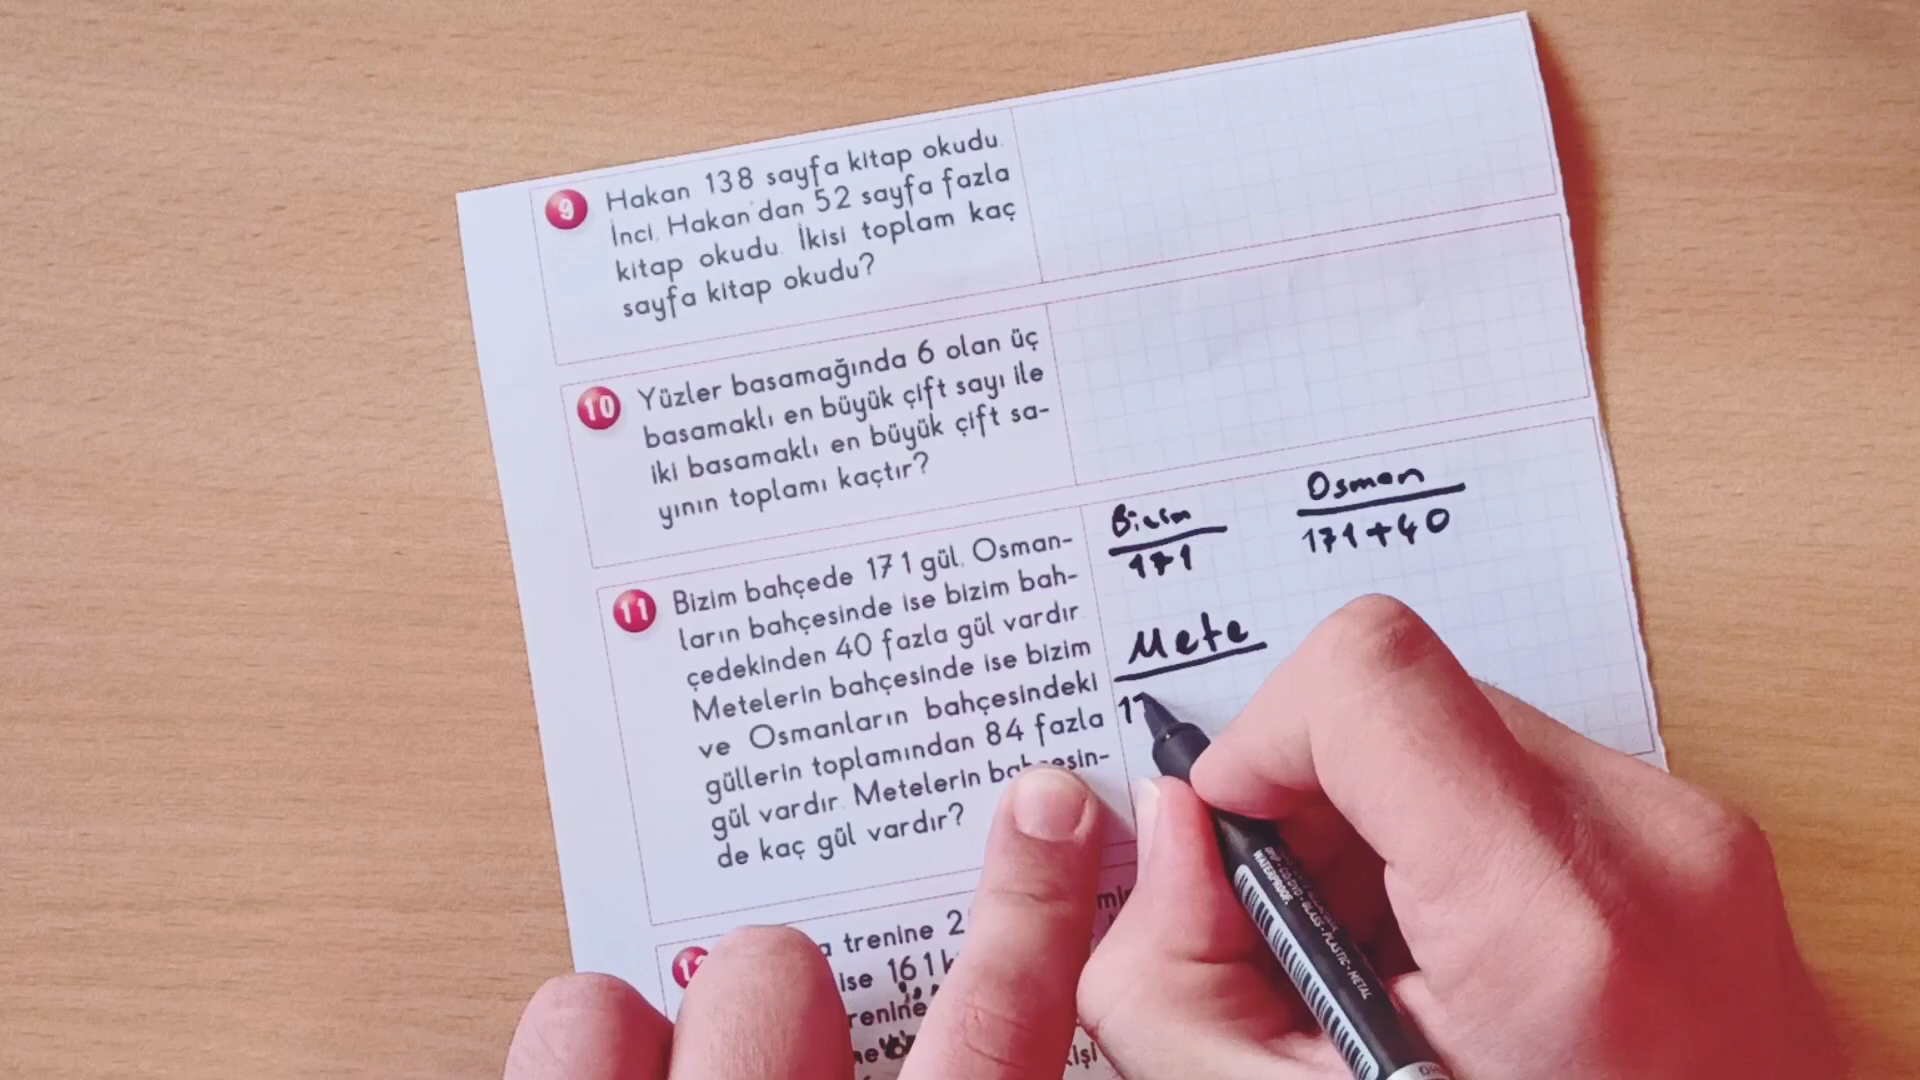 9 Hakan 138 sayfa kitap okudu.
İnci, Hakan'dan 52 sayfa fazla
kitap okudu. İkisi toplam kaç
sayfa kitap okudu?
10 Yüzler basamağında 6 olan üç
basamaklı en büyük çift sayı ile
iki basamaklı en büyük çift sa-
yının toplamı kaçtır?
11 Bizim bahçede 171 gül, Osman-
ların bahçesinde ise bizim bah-
çedekinden 40 fazla gül vardır.
Metelerin bahçesinde ise bizim
ve Osmanların bahçesindeki
güllerin toplamından 84 fazla
gül vardır. Metelerin bahçesin-
de kaç gül vardır?
Bizim
171
Osman
171+40
Mete
trenine
ise 161
WATERPROOF